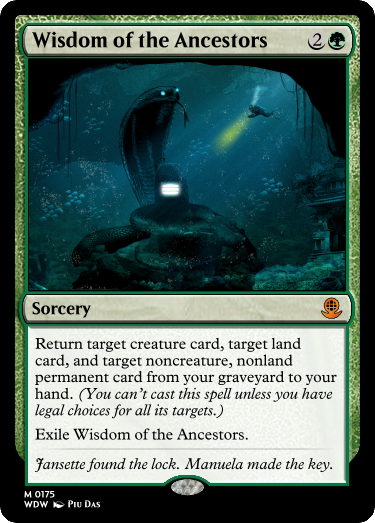 Wisdom of the Ancestors 2
Sorcery
Return target creature card, target land
card, and target noncreature, nonland
permanent card from your graveyard to your
hand. (You can't cast this spell unless you have
legal choices for all its targets.)
Exile Wisdom of the Ancestors.
Jansette found the lock. Manuela made the key.
M 0175
WDW Piu Das